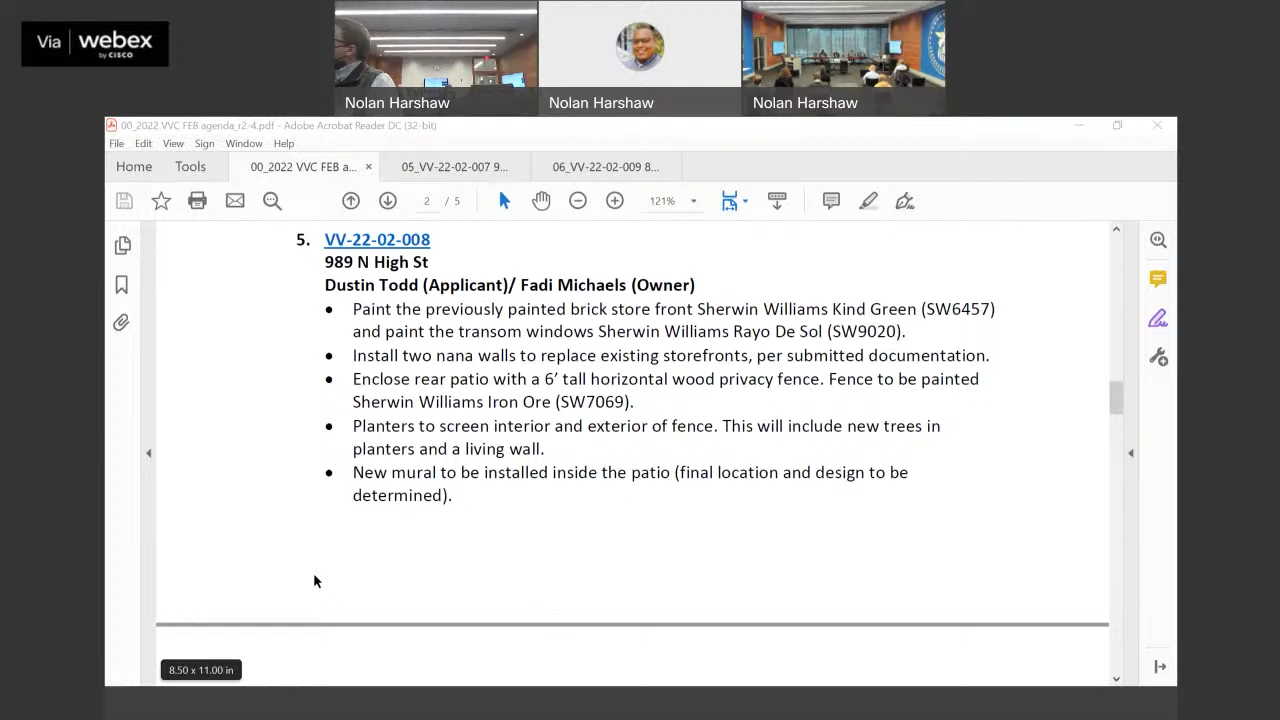 Via webex
by CISCO
Nolan Harshaw
Nolan Harshaw
Nolan Harshaw
00_2022 VVC FEB agenda_r2-4.pdf - Adobe Acrobat Reader DC (32-bit)
File Edit View Sign Window Help
Home Tools 00_2022 VVC FEB a... × 05_VV-22-02-007 9... 06_VV-22-02-009 8...
2 / 5 121%
5. VV-22-02-008
989 N High St
Dustin Todd (Applicant)/ Fadi Michaels (Owner)
• Paint the previously painted brick store front Sherwin Williams Kind Green (SW6457)
and paint the transom windows Sherwin Williams Rayo De Sol (SW9020).
• Install two nana walls to replace existing storefronts, per submitted documentation.
• Enclose rear patio with a 6’ tall horizontal wood privacy fence. Fence to be painted
Sherwin Williams Iron Ore (SW7069).
• Planters to screen interior and exterior of fence. This will include new trees in
planters and a living wall.
• New mural to be installed inside the patio (final location and design to be
determined).
8.50 x 11.00 in